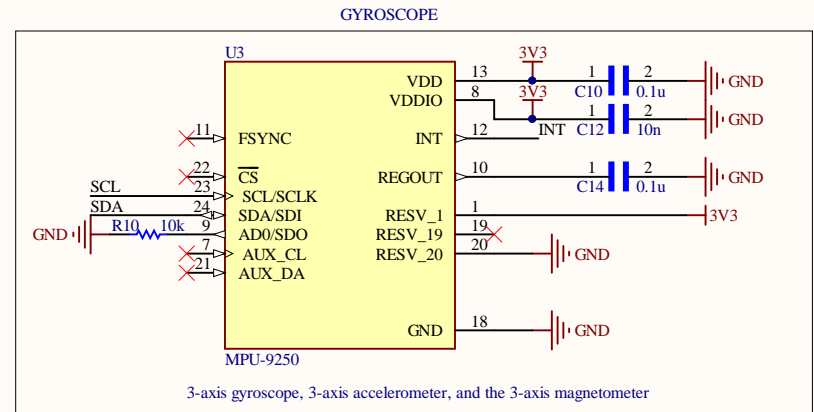 GYROSCOPE
U3
3V3
13
VDD
1
2
C10
0.1u
GND
8
VDDIO
3V3
1
2
C12
10n
GND
11
FSYNC
INT
12
INT
22
CS
23
SCL
SCL/SCLK
REGOUT
10
1
2
C14
0.1u
GND
24
SDA
SDA/SDI
RESV_1
1
3V3
GND
R10
10k
9
AD0/SDO
RESV_19
19
7
AUX_CL
RESV_20
20
GND
21
AUX_DA
GND
18
GND
MPU-9250
3-axis gyroscope, 3-axis accelerometer, and the 3-axis magnetometer